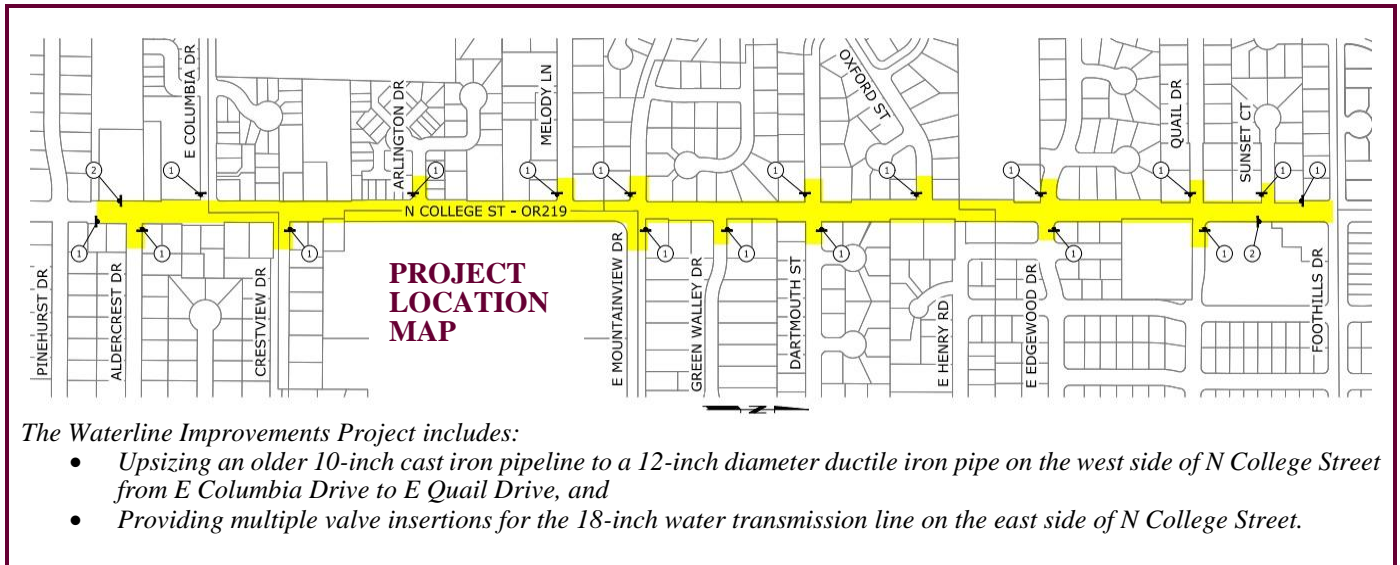 E COLUMBIA DR
ARLINGTON DR
MELODY LN
OXFORD ST
QUAIL DR
SUNSET CT
2
1
1
1
1
1
1
1
1
1
1
N COLLEGE ST - OR219
1
1
1
1
1
1
1
1
2
PINEHURST DR
ALDERCREST DR
CRESTVIEW DR
PROJECT
LOCATION
MAP
E MOUNTAINVIEW DR
GREEN WALLEY DR
DARTMOUTH ST
E HENRY RD
E EDGEWOOD DR
FOOTHILLS DR
N
The Waterline Improvements Project includes:
• Upsizing an older 10-inch cast iron pipeline to a 12-inch diameter ductile iron pipe on the west side of N College Street
from E Columbia Drive to E Quail Drive, and
• Providing multiple valve insertions for the 18-inch water transmission line on the east side of N College Street.